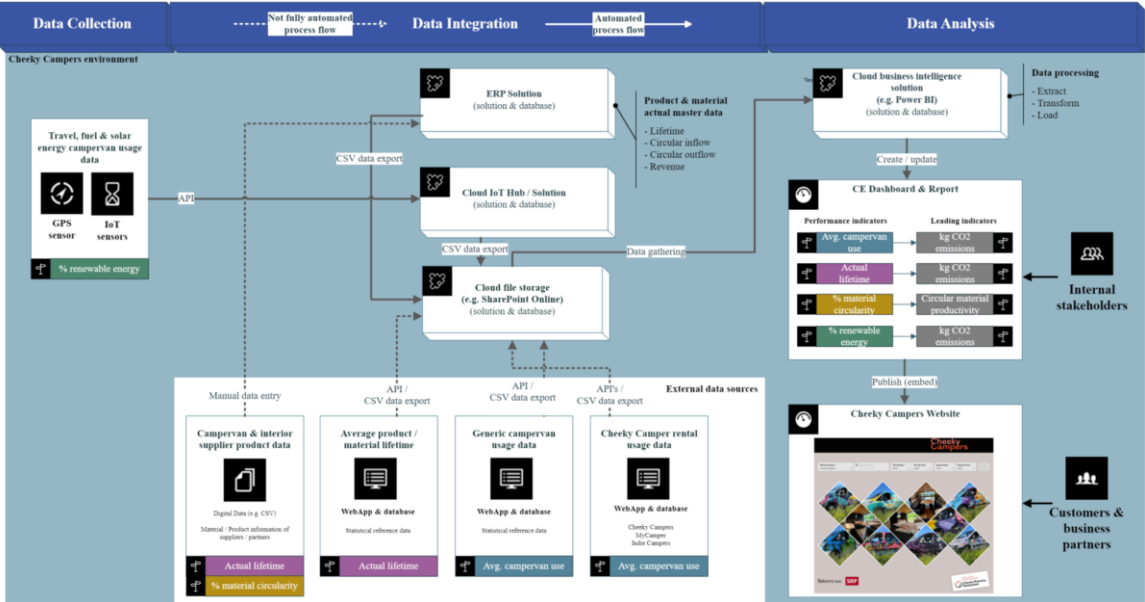 Data Collection
Not fully automated
process flow
Data Integration
Automated
process flow
Data Analysis
Cheeky Campers environment
Travel, fuel & solar
energy campervan usage
data
GPS
sensor
IoT
sensors
% renewable energy
API
ERP Solution
(solution & database)
CSV data export
Product & material
actual master data
- Lifetime
- Circular inflow
- Circular outflow
- Revenue
Cloud IoT Hub / Solution
(solution & database)
CSV data export
Cloud file storage
(e.g. SharePoint Online)
(solution & database)
Data gathering
Cloud business intelligence
solution
(e.g. Power BI)
(solution & database)
Data processing
- Extract
- Transform
- Load
Create / update
CE Dashboard & Report
Performance indicators
Leading indicators
Avg. campervan
use
kg CO2
emissions
Actual
lifetime
kg CO2
emissions
% material
circularity
Circular material
productivity
% renewable
energy
kg CO2
emissions
Internal
stakeholders
Publish (embed)
Cheeky Campers Website
Cheeky
Campers
Bekannt aus
SRF
Customers &
business
partners
External data sources
Manual data entry
API /
CSV data export
API /
CSV data export
API's /
CSV data export
Campervan & interior
supplier product data
Digital Data (e.g. CSV)
Material / Product information of
suppliers / partners
Actual lifetime
% material circularity
Average product /
material lifetime
WebApp & database
Statistical reference data
Actual lifetime
Generic campervan
usage data
WebApp & database
Statistical reference data
Avg. campervan use
Cheeky Camper rental
usage data
WebApp & database
Cheeky Campers
MyCamper
Indie Campers
Avg. campervan use